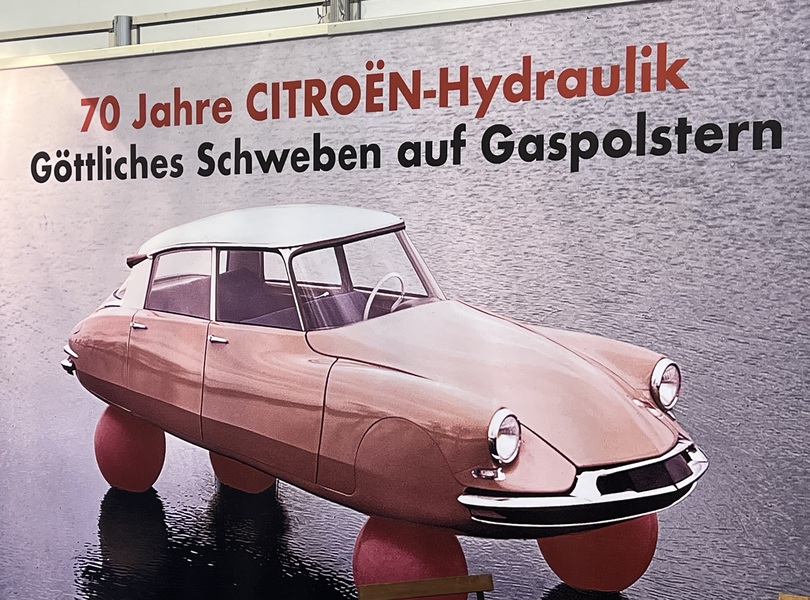 70 Jahre CITROËN-Hydraulik
Göttliches Schweben auf Gaspolstern